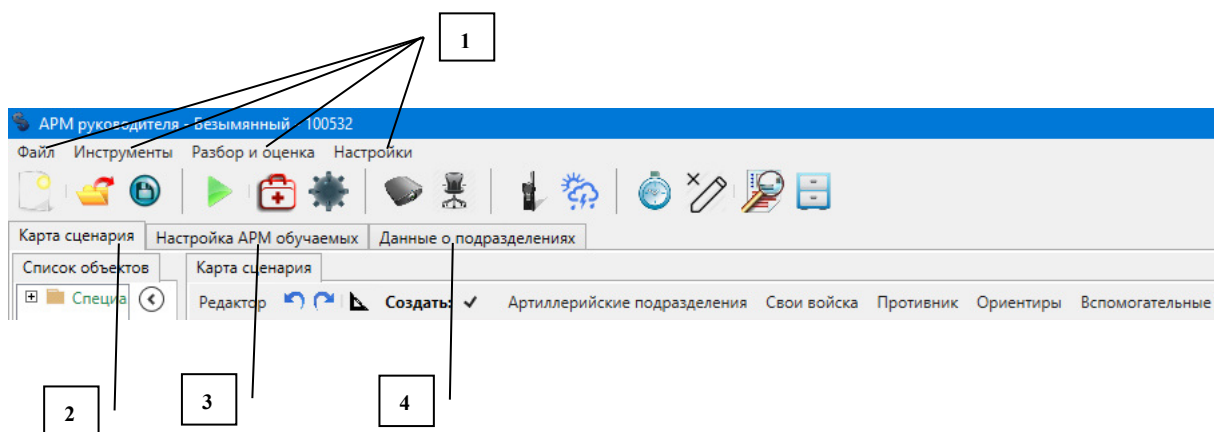 1
АРМ руководителя - Безымянный - 100532
Файл Инструменты Разбор и оценка Настройки
Карта сценария Настройка АРМ обучаемых Данные о подразделениях
Список объектов Карта сценария
Специа Редактор Создать: Артиллерийские подразделения Свои войска Противник Ориентиры Вспомогательные
2 3 4